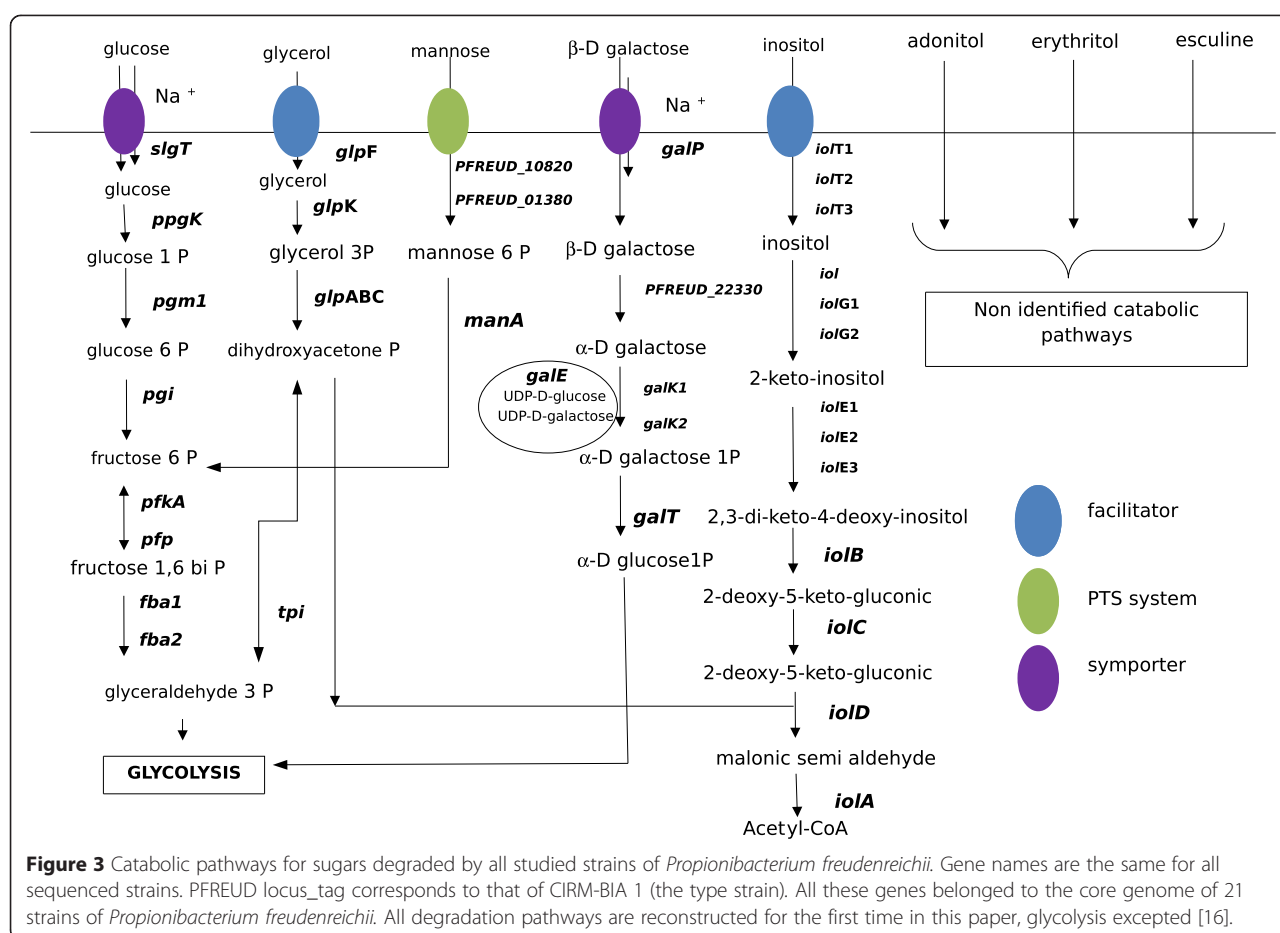 glucose
glycerol
mannose
β-D galactose
inositol
adonitol
erythritol
esculine
Na +
Na +
slgT
glpF
PFREUD_10820
PFREUD_01380
galP
iolT1
iolT2
iolT3
glucose
glycerol
ppgK
glpK
glucose 1 P
glycerol 3P
mannose 6 P
β-D galactose
inositol
pgm1
glpABC
manA
PFREUD_22330
iol
iolG1
iolG2
Non identified catabolic
pathways
glucose 6 P
dihydroxyacetone P
α-D galactose
2-keto-inositol
pgi
galE
UDP-D-glucose
UDP-D-galactose
galK1
galK2
iolE1
iolE2
iolE3
fructose 6 P
α-D galactose 1P
pfkA
pfp
galT
2,3-di-keto-4-deoxy-inositol
facilitator
iolB
fructose 1,6 bi P
α-D glucose1P
2-deoxy-5-keto-gluconic
PTS system
fba1
fba2
tpi
iolC
glyceraldehyde 3 P
2-deoxy-5-keto-gluconic
symporter
iolD
GLYCOLYSIS
malonic semi aldehyde
iolA
Acetyl-CoA
Figure 3 Catabolic pathways for sugars degraded by all studied strains of Propionibacterium freudenreichii. Gene names are the same for all
sequenced strains. PFREUD locus_tag corresponds to that of CIRM-BIA 1 (the type strain). All these genes belonged to the core genome of 21
strains of Propionibacterium freudenreichii. All degradation pathways are reconstructed for the first time in this paper, glycolysis excepted [16].